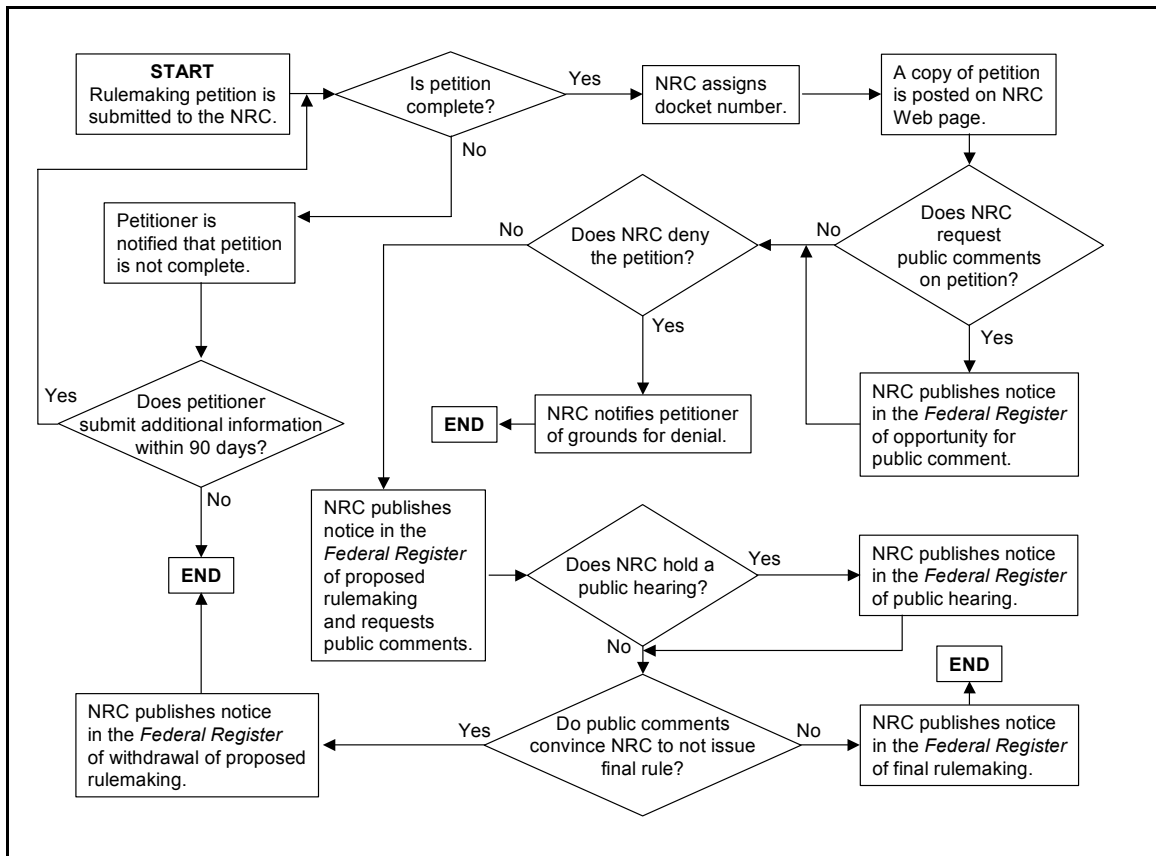 START
Rulemaking petition is
submitted to the NRC.
Is petition
complete?
Yes
NRC assigns
docket number.
A copy of petition
is posted on NRC
Web page.
No
Petitioner is
notified that petition
is not complete.
Does NRC
request
public comments
on petition?
No
Does NRC deny
the petition?
No
Yes
Yes
NRC publishes notice
in the Federal Register
of opportunity for
public comment.
NRC notifies petitioner
of grounds for denial.
END
Does petitioner
submit additional information
within 90 days?
Yes
No
END
NRC publishes
notice in the
Federal Register
of proposed
rulemaking
and requests
public comments.
Does NRC hold a
public hearing?
Yes
NRC publishes notice
in the Federal Register
of public hearing.
No
Do public comments
convince NRC to not issue
final rule?
Yes
NRC publishes notice
in the Federal Register
of withdrawal of proposed
rulemaking.
No
NRC publishes notice
in the Federal Register
of final rulemaking.
END